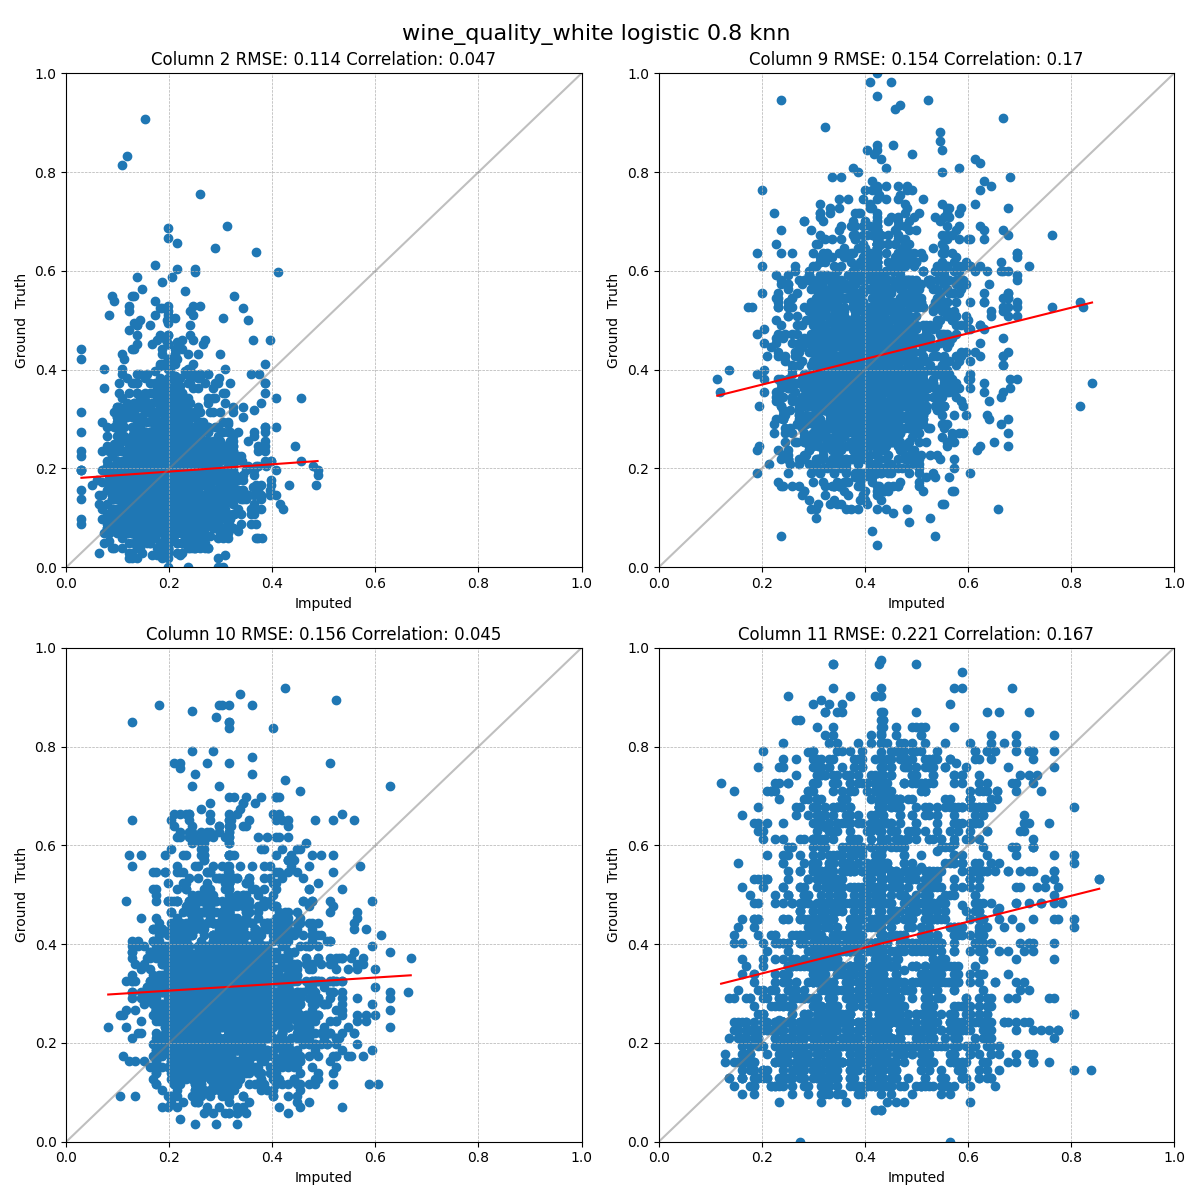 wine_quality_white logistic 0.8 knn
Column 2 RMSE: 0.114 Correlation: 0.047
1.0
0.8
0.6
0.4
0.2
0.0
Ground Truth
0.0 0.2 0.4 0.6 0.8 1.0
Imputed
Column 9 RMSE: 0.154 Correlation: 0.17
1.0
0.8
0.6
0.4
0.2
0.0
Ground Truth
0.0 0.2 0.4 0.6 0.8 1.0
Imputed
Column 10 RMSE: 0.156 Correlation: 0.045
1.0
0.8
0.6
0.4
0.2
0.0
Ground Truth
0.0 0.2 0.4 0.6 0.8 1.0
Imputed
Column 11 RMSE: 0.221 Correlation: 0.167
1.0
0.8
0.6
0.4
0.2
0.0
Ground Truth
0.0 0.2 0.4 0.6 0.8 1.0
Imputed